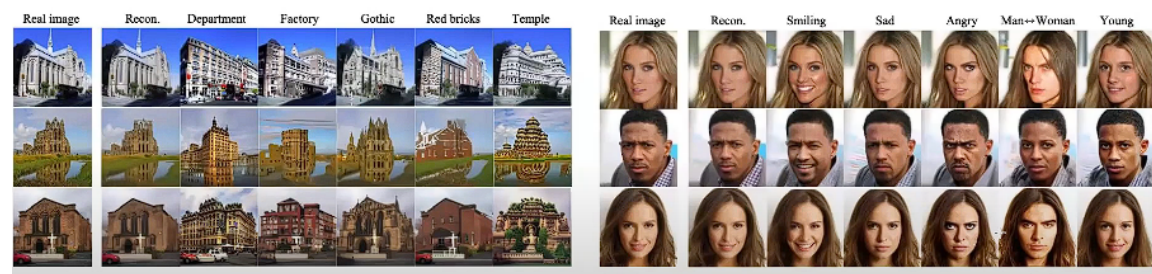 Real image Recon. Department Factory Gothic Red bricks Temple
Real image Recon. Smiling Sad Angry Man↔Woman Young